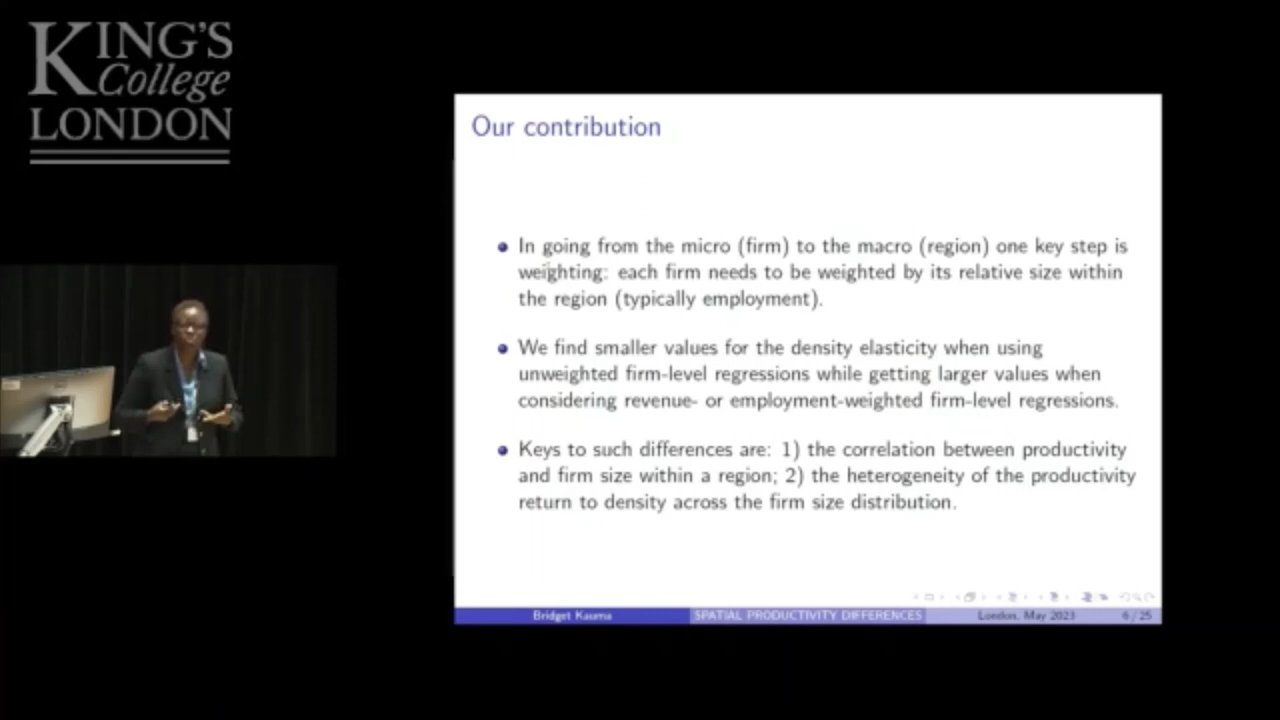 KING'S
College
LONDON
Our contribution
In going from the micro (firm) to the macro (region) one key step is
weighting: each firm needs to be weighted by its relative size within
the region (typically employment).
We find smaller values for the density elasticity when using
unweighted firm-level regressions while getting larger values when
considering revenue- or employment-weighted firm-level regressions.
Keys to such differences are: 1) the correlation between productivity
and firm size within a region; 2) the heterogeneity of the productivity
return to density across the firm size distribution.
Bridget Kauma SPATIAL PRODUCTIVITY DIFFERENCES London, May 2023 6 / 25